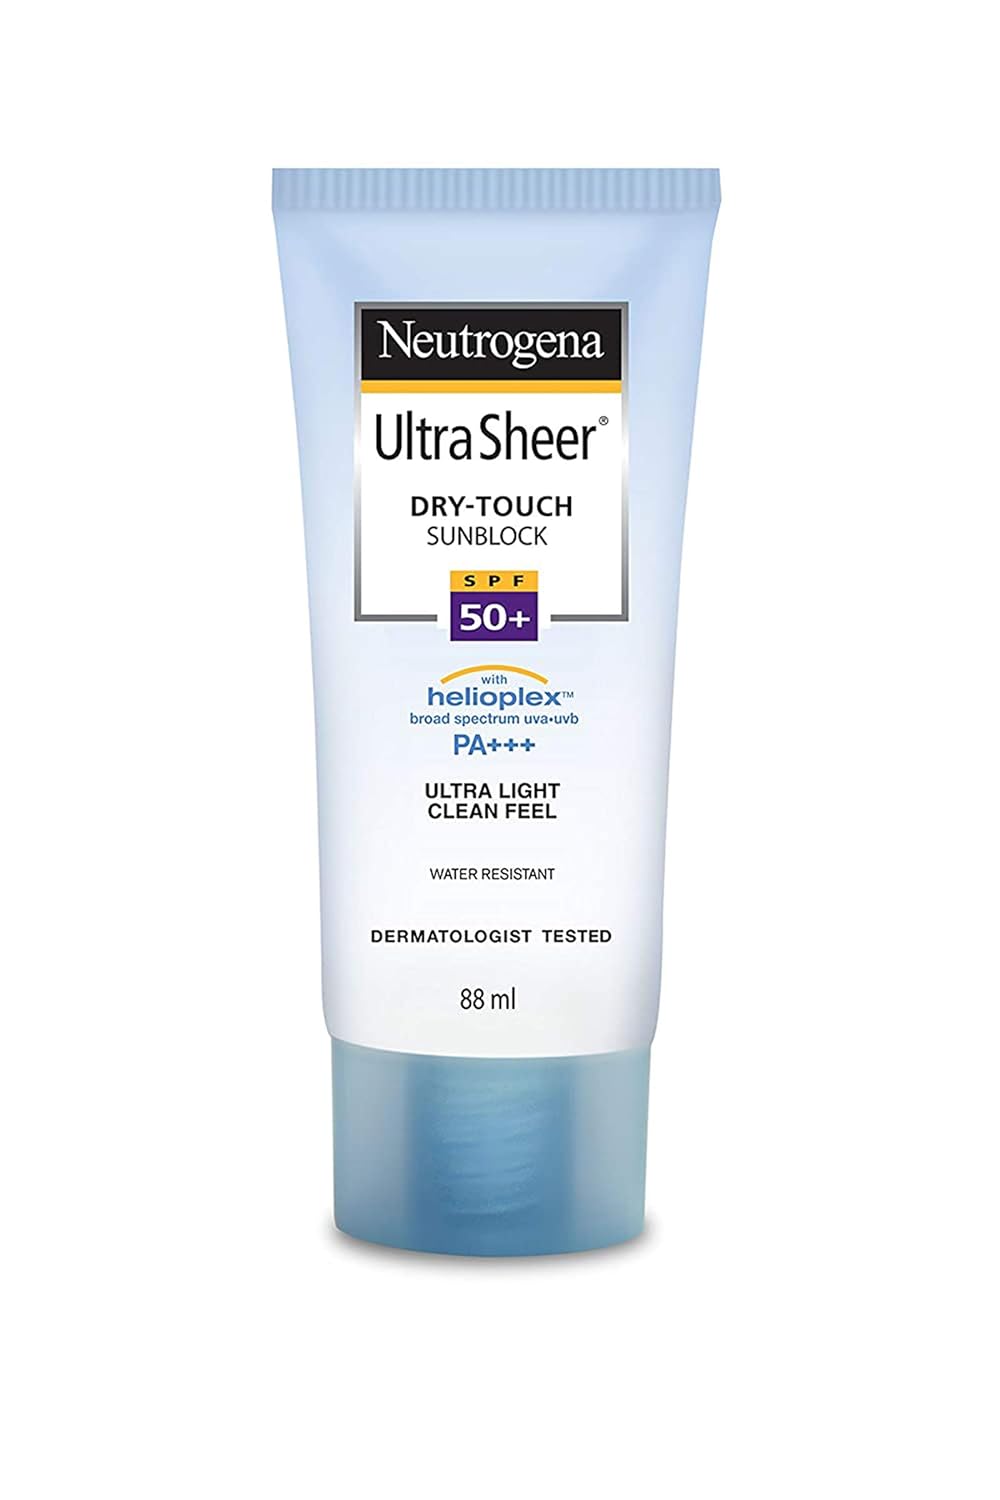 Neutrogena
Ultra Sheer®
DRY-TOUCH
SUNBLOCK
SPF
50+
with
helioplex™
broad spectrum uva•uvb
PA+++
ULTRA LIGHT
CLEAN FEEL
WATER RESISTANT
DERMATOLOGIST TESTED
88 ml